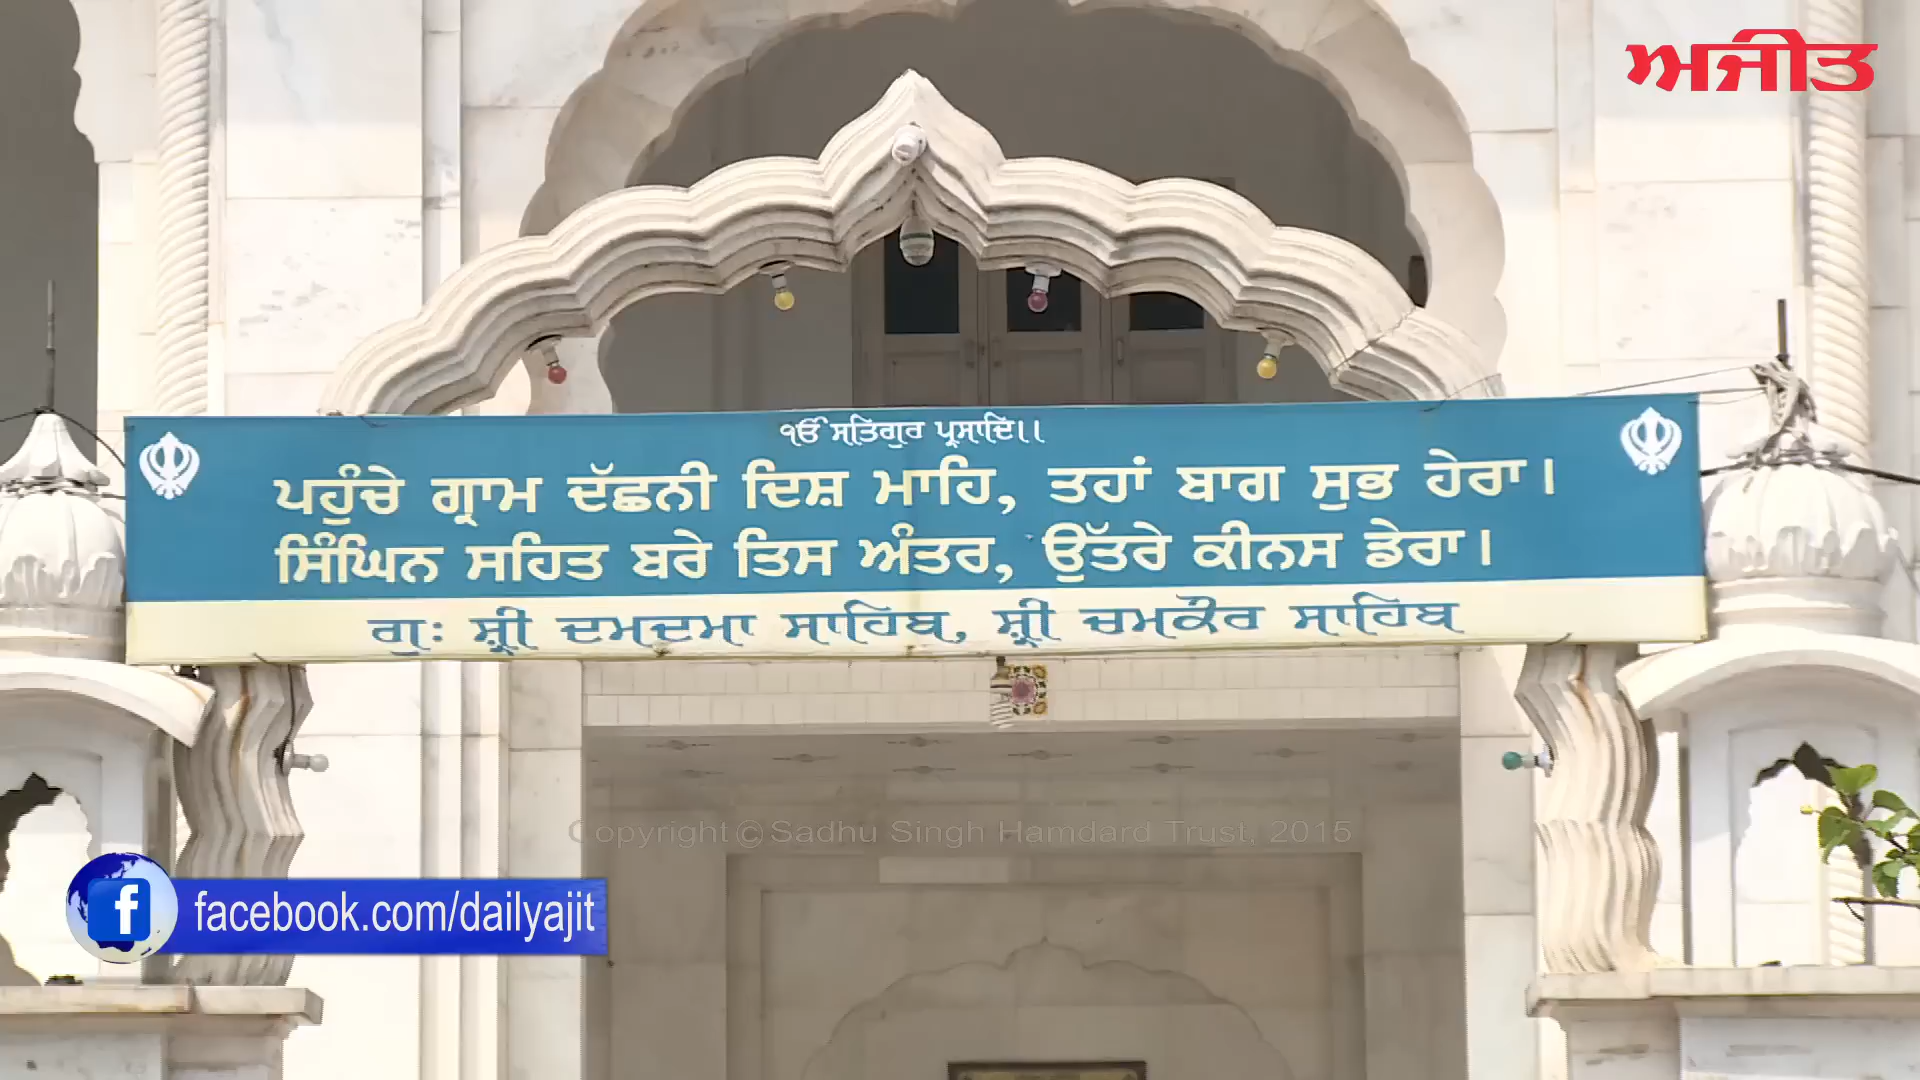 ਅਜੀਤ
ੴ ਸਤਿਗੁਰ ਪ੍ਰਸਾਦਿ।।
ਪਹੁੰਚੇ ਗ੍ਰਾਮ ਦੱਛਨੀ ਦਿਸ਼ ਮਾਹਿ, ਤਹਾਂ ਬਾਗ ਸੁਭ ਹੇਰਾ।
ਸਿੰਘਿਨ ਸਹਿਤ ਬਰੇ ਤਿਸ ਅੰਤਰ, ਉੱਤਰੇ ਕੀਨਸ ਡੇਰਾ।
ਗੁਃ ਸ਼੍ਰੀ ਦਮਦਮਾ ਸਾਹਿਬ, ਸ਼੍ਰੀ ਚਮਕੌਰ ਸਾਹਿਬ
Copyright © Sadhu Singh Hamdard Trust, 2015
facebook.com/dailyajit